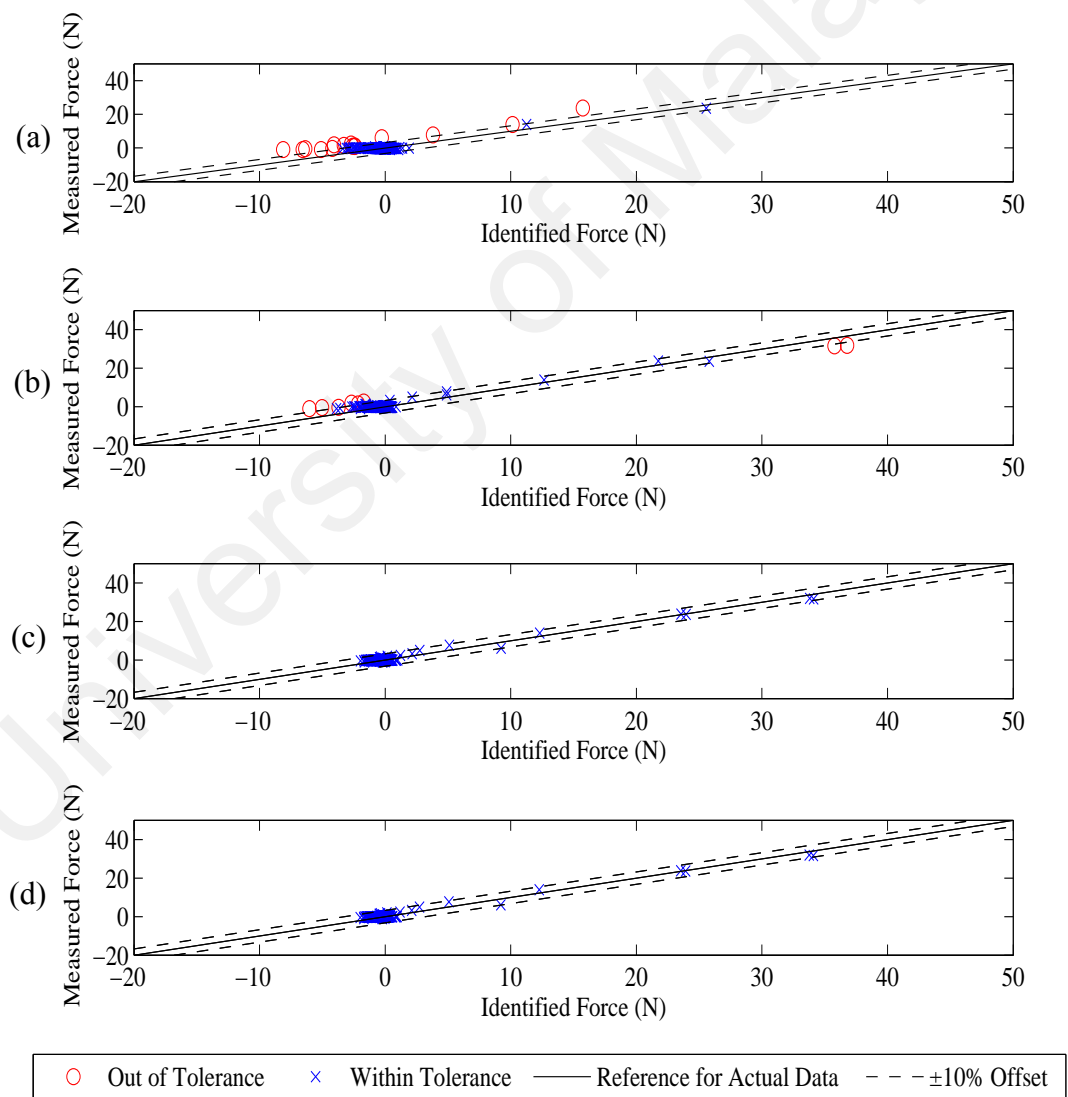 University of Mala
(a)
Measured Force (N)
40
20
0
−20
−20 −10 0 10 20 30 40 50
Identified Force (N)
(b)
Measured Force (N)
40
20
0
−20
−20 −10 0 10 20 30 40 50
Identified Force (N)
(c)
Measured Force (N)
40
20
0
−20
−20 −10 0 10 20 30 40 50
Identified Force (N)
(d)
Measured Force (N)
40
20
0
−20
−20 −10 0 10 20 30 40 50
Identified Force (N)
Out of Tolerance Within Tolerance Reference for Actual Data ±10% Offset